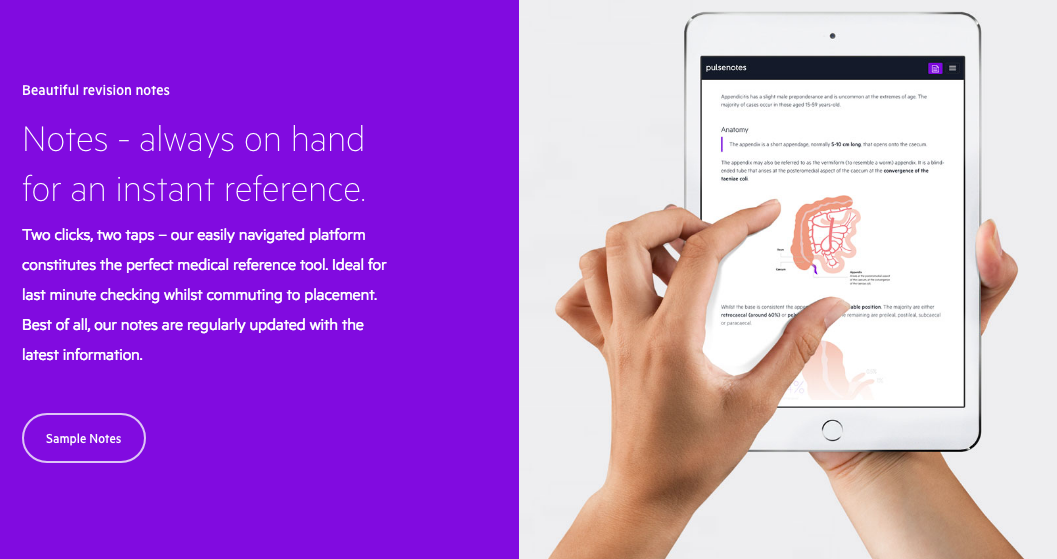 Beautiful revision notes
Notes - always on hand
for an instant reference.
Two clicks, two taps – our easily navigated platform
constitutes the perfect medical reference tool. Ideal for
last minute checking whilst commuting to placement.
Best of all, our notes are regularly updated with the
latest information.
Sample Notes
pulsenotes
Appendicitis has a slight male preponderance and is uncommon at the extremes of age. The
majority of cases occur in those aged 15-59 years-old.
Anatomy
The appendix is a short appendage, normally 5-10 cm long, that opens onto the caecum.
The appendix may also be referred to as the vermiform (to resemble a worm) appendix. It is a blind-
ended tube that arises at the posteromedial aspect of the caecum at the convergence of the
taeniae coli.
Caecum
Appendix
Whilst the base is consistent the able position. The majority are either
retrocaecal (around 60%) or remaining are preileal, postileal, subcaecal
or paracaecal.